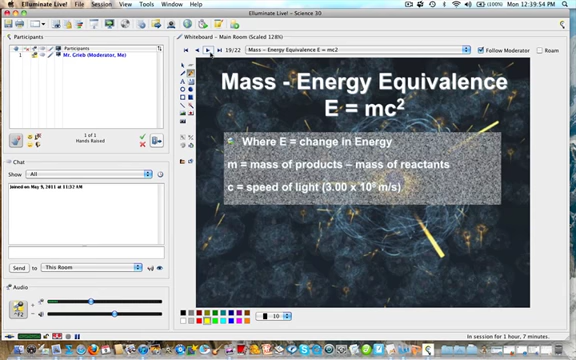 Elluminate Live! File Session View Tools Window Help (100%) Mon 12:39:54 PM
Elluminate Live! - Science 30
Participants
Participants
1 Mr. Grieb (Moderator, Me)
1 of 1
Hands Raised
Chat
Show All
Joined on May 9, 2011 at 11:32 AM
Send to This Room
Audio
Whiteboard - Main Room (Scaled 128%)
19/22 Mass - Energy Equivalence E = mc2 Follow Moderator Roam
Mass - Energy Equivalence
E = mc²
Where E = change in Energy
m = mass of products – mass of reactants
c = speed of light (3.00 x 10⁸ m/s)
10
In session for 1 hour, 7 minutes.